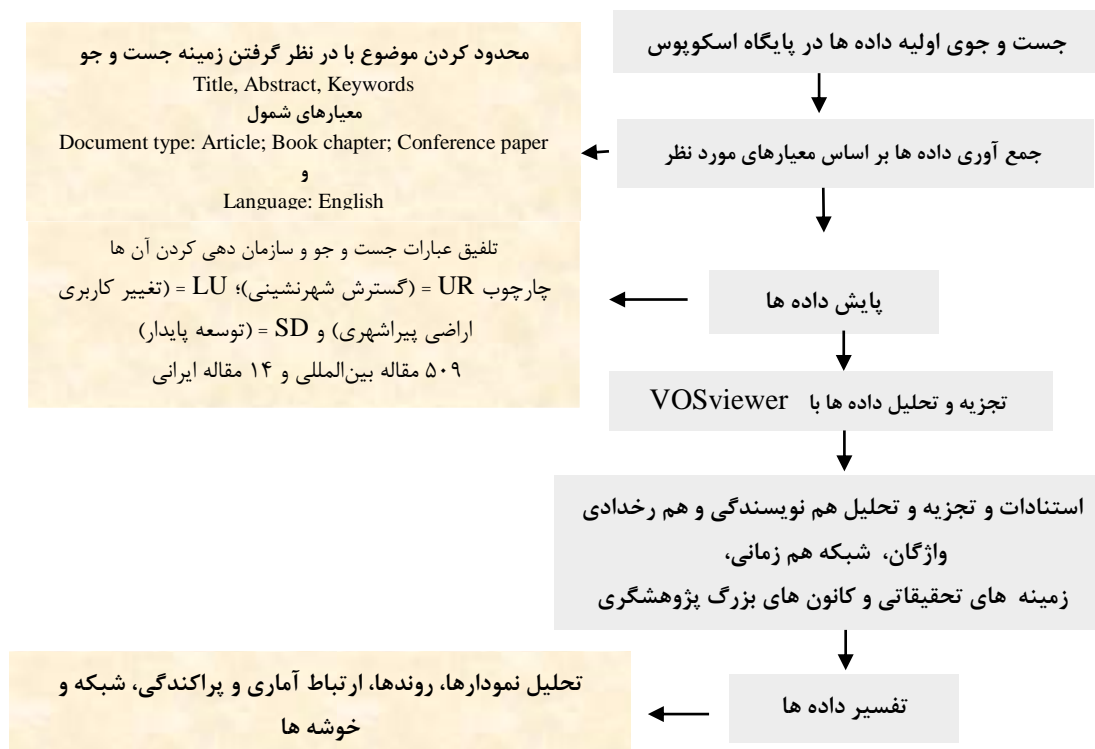 جست و جوی اولیه داده ها در پایگاه اسکوپوس
جمع آوری داده ها بر اساس معیارهای مورد نظر
محدود کردن موضوع با در نظر گرفتن زمینه جست و جو
Title, Abstract, Keywords
معیارهای شمول
Document type: Article; Book chapter; Conference paper
و
Language: English
پایش داده ها
تلفیق عبارات جست و جو و سازمان دهی کردن آن ها
چارچوب UR = (گسترش شهرنشینی)؛ LU = (تغییر کاربری
اراضی پیراشهری) و SD = (توسعه پایدار)
۵۰۹ مقاله بین‌المللی و ۱۴ مقاله ایرانی
تجزیه و تحلیل داده ها با VOSviewer
استنادات و تجزیه و تحلیل هم نویسندگی و هم رخدادی
واژگان، شبکه هم زمانی،
زمینه های تحقیقاتی و کانون های بزرگ پژوهشگری
تفسیر داده ها
تحلیل نمودارها، روندها، ارتباط آماری و پراکندگی، شبکه و
خوشه ها